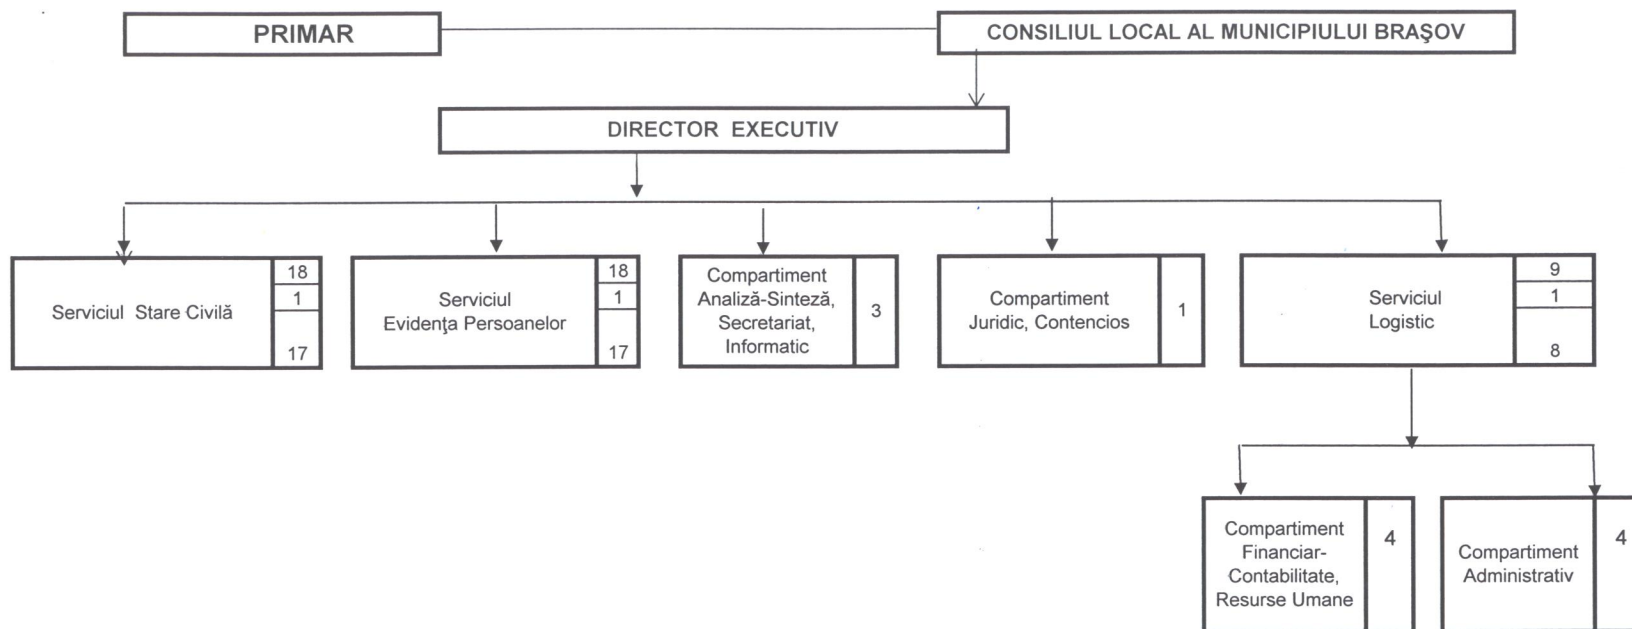 PRIMAR
CONSILIUL LOCAL AL MUNICIPIULUI BRAŞOV
DIRECTOR EXECUTIV
Serviciul Stare Civilă
18
1
17
Serviciul
Evidenţa Persoanelor
18
1
17
Compartiment
Analiză-Sinteză,
Secretariat,
Informatic
3
Compartiment
Juridic, Contencios
1
Serviciul
Logistic
9
1
8
Compartiment
Financiar-
Contabilitate,
Resurse Umane
4
Compartiment
Administrativ
4